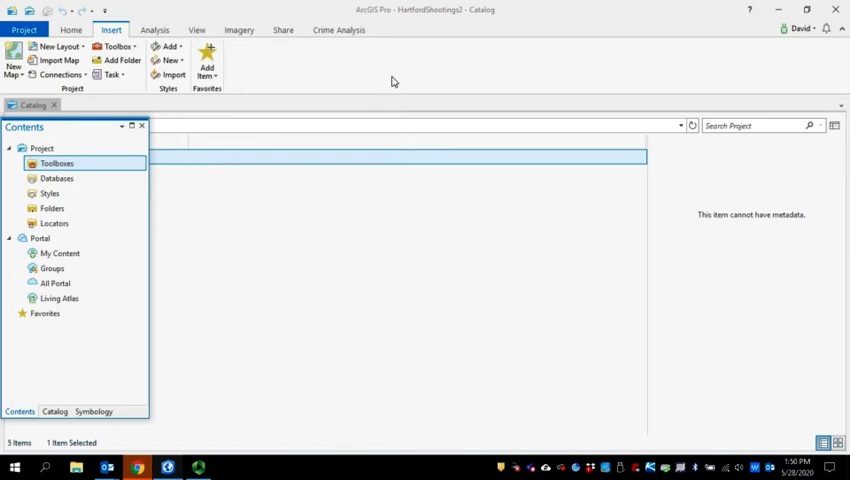 ArcGIS Pro - HartfordShootings2 - Catalog
?
Project Home Insert Analysis View Imagery Share Crime Analysis
David
New Map
New Layout
Import Map
Connections
Toolbox
Add Folder
Task
Project
Add
New
Import
Styles
Add Item
Favorites
Catalog
Search Project
Contents
Project
Toolboxes
Databases
Styles
Folders
Locators
Portal
My Content
Groups
All Portal
Living Atlas
Favorites
This item cannot have metadata.
Contents Catalog Symbology
5 Items 1 Item Selected
1:50 PM
5/28/2020